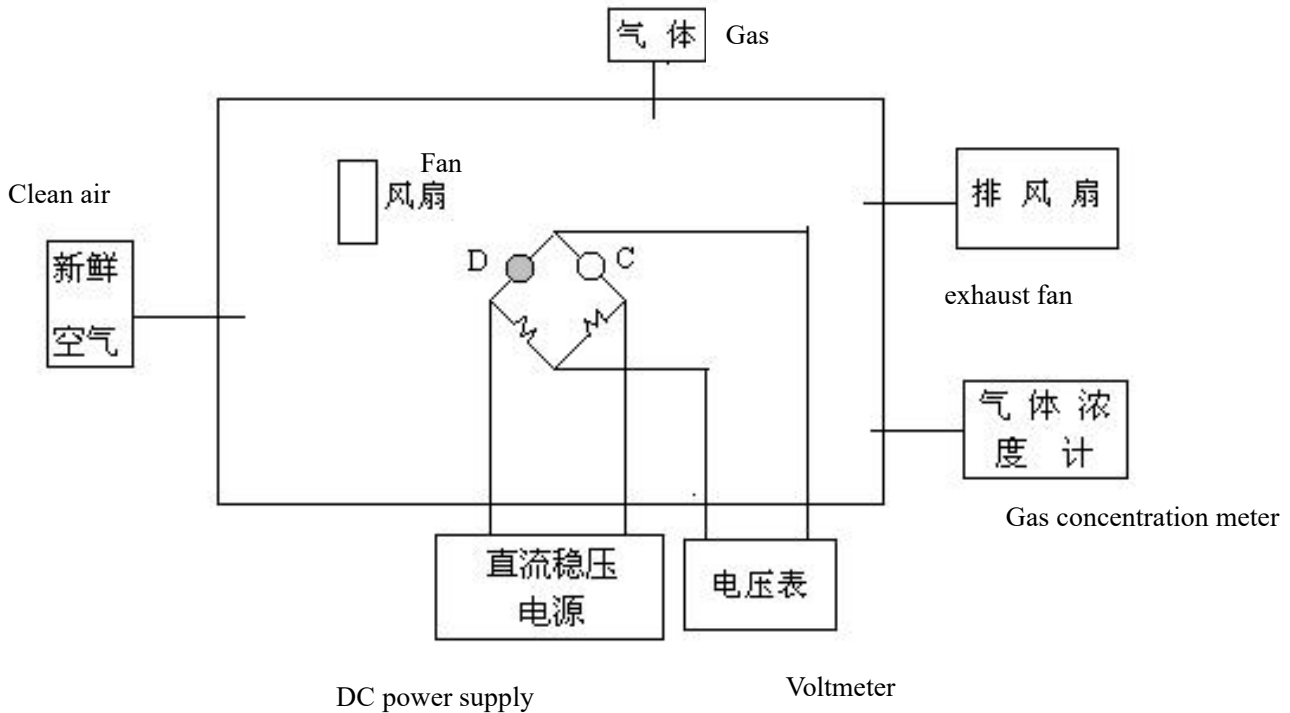 气 体
Gas
Fan
风扇
Clean air
新鲜
空气
排 风 扇
exhaust fan
D
C
气 体 浓
度 计
Gas concentration meter
直流稳压
电源
电压表
DC power supply
Voltmeter